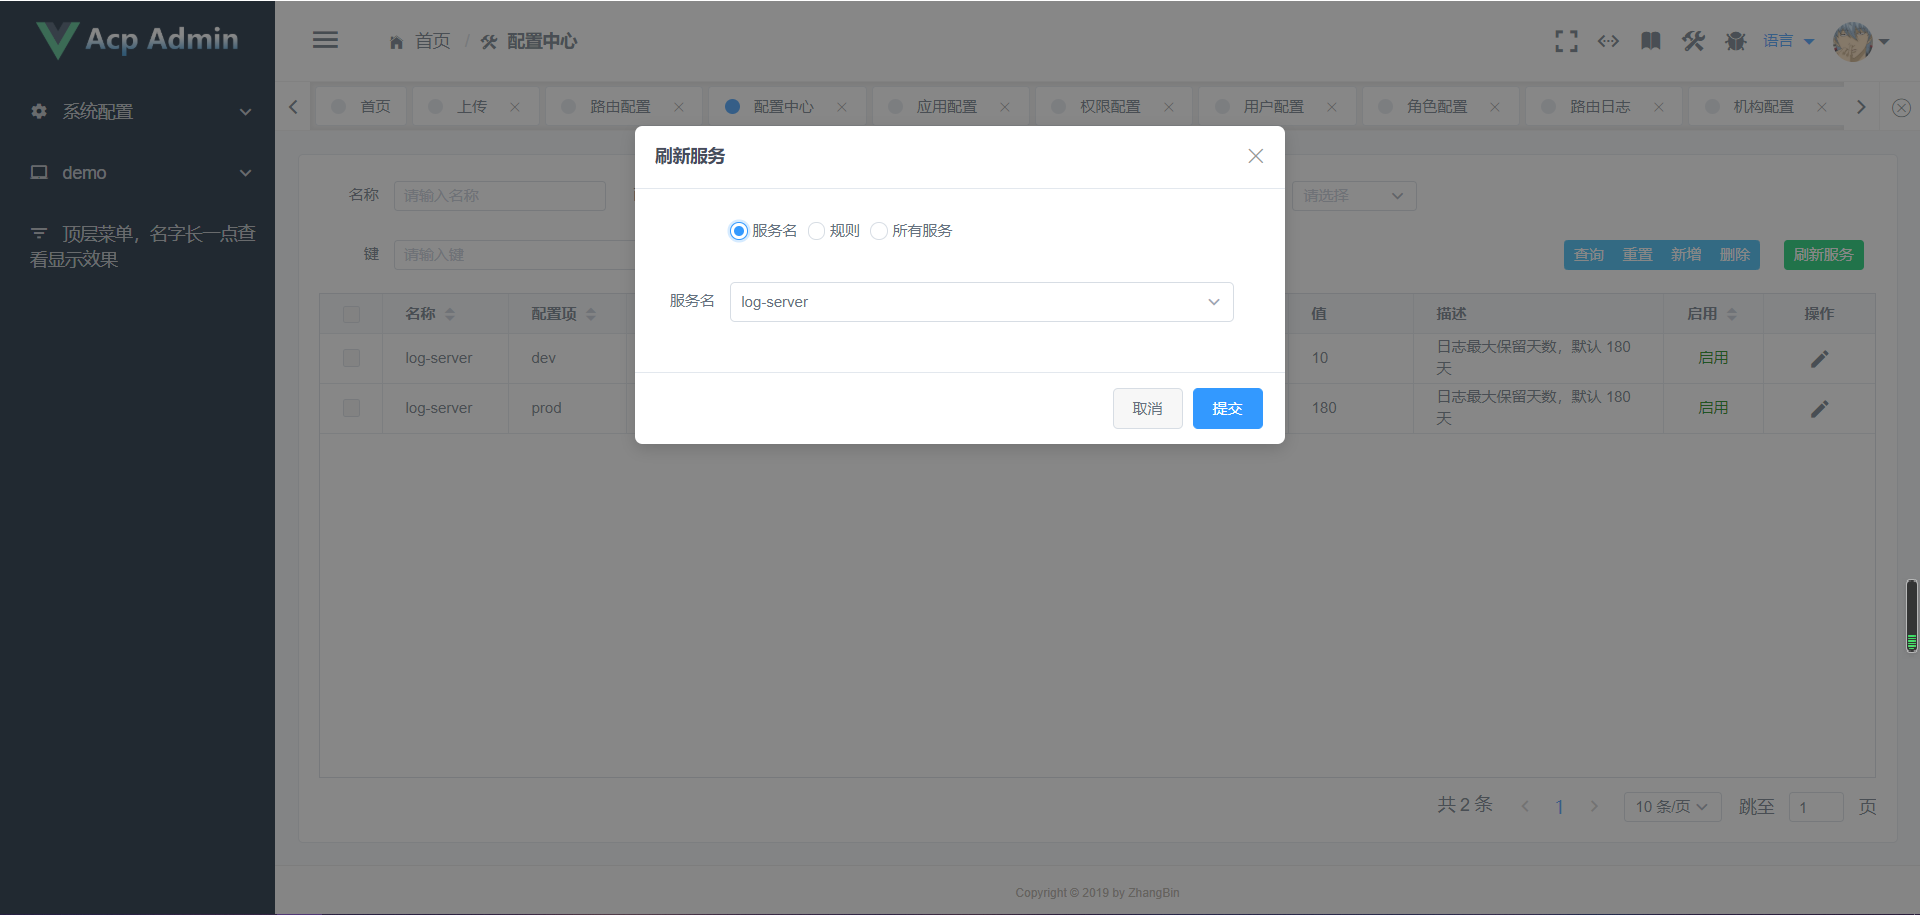 Acp Admin
首页 / 配置中心
语言
系统配置
demo
顶层菜单，名字长一点查
看显示效果
首页 上传 路由配置 配置中心 应用配置 权限配置 用户配置 角色配置 路由日志 机构配置
刷新服务
名称 请输入名称 请选择
服务名 规则 所有服务
键 请输入键 查询 重置 新增 删除 刷新服务
服务名 log-server
名称 配置项 值 描述 启用 操作
log-server dev 10 日志最大保留天数，默认 180
天 启用
log-server prod 180 日志最大保留天数，默认 180
天 启用
取消 提交
共 2 条 1 10 条/页 跳至 1 页
Copyright © 2019 by ZhangBin